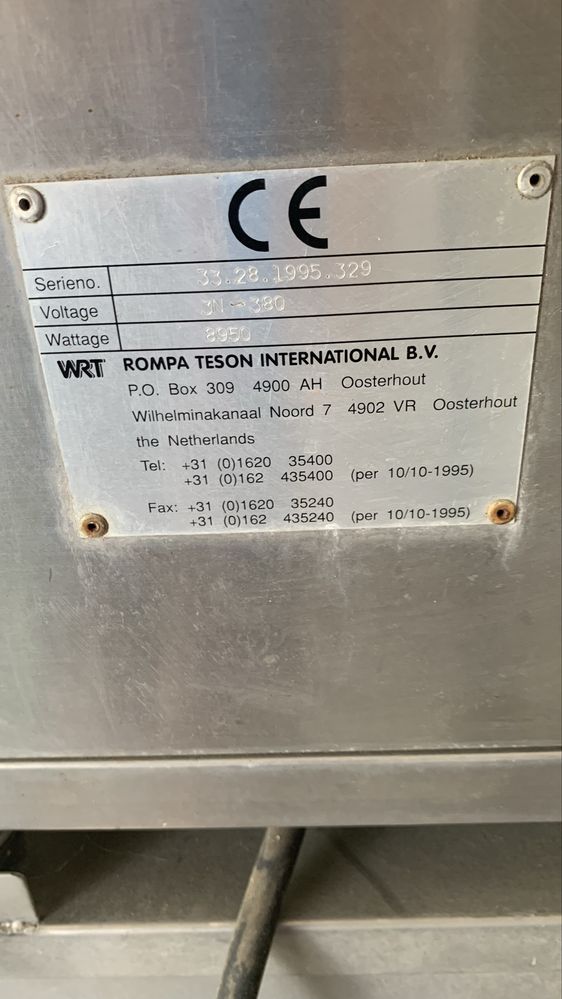 CE
Serieno. 33.28.1995.329
Voltage 3N~380
Wattage 8950
WRT ROMPA TESON INTERNATIONAL B.V.
P.O. Box 309 4900 AH Oosterhout
Wilhelminakanaal Noord 7 4902 VR Oosterhout
the Netherlands
Tel: +31 (0)1620 35400
+31 (0)162 435400 (per 10/10-1995)
Fax: +31 (0)1620 35240
+31 (0)162 435240 (per 10/10-1995)